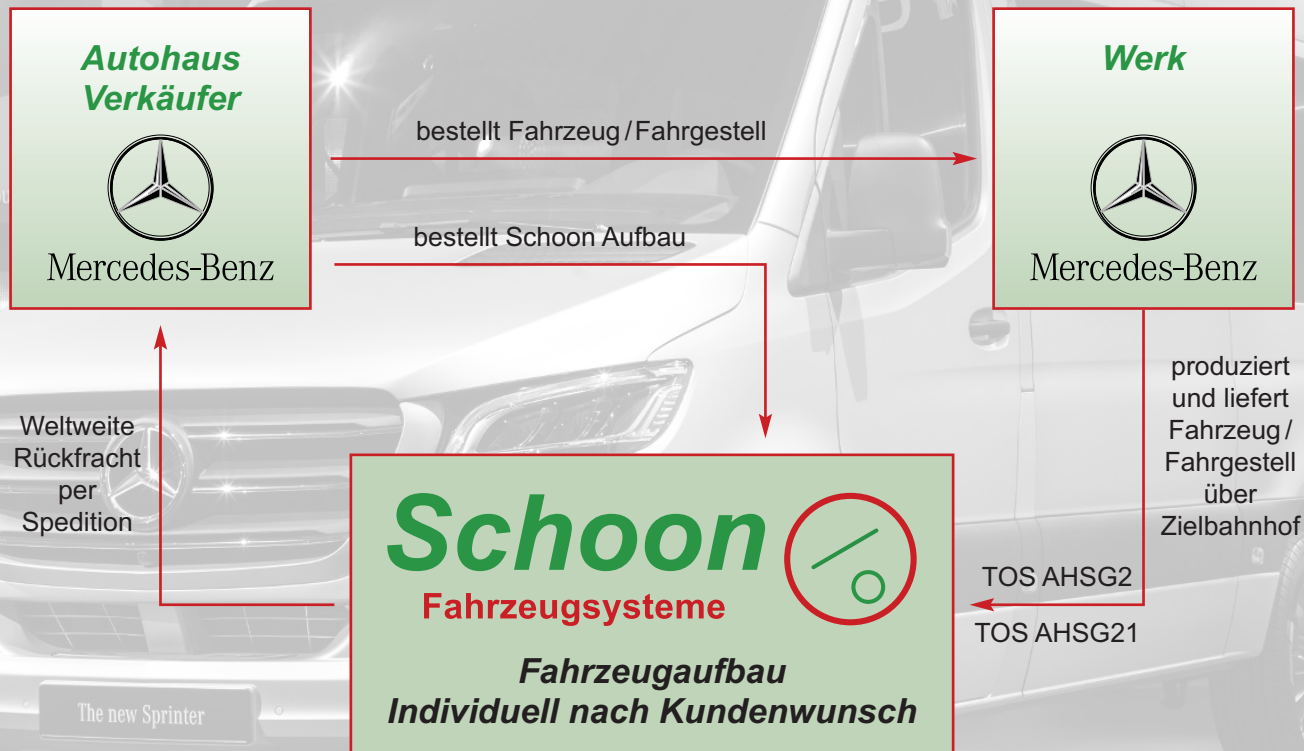 Autohaus
Verkäufer
Mercedes-Benz
bestellt Fahrzeug / Fahrgestell
bestellt Schoon Aufbau
Werk
Mercedes-Benz
produziert
und liefert
Fahrzeug /
Fahrgestell
über
Zielbahnhof
TOS AHSG2
TOS AHSG21
Weltweite
Rückfracht
per
Spedition
Schoon
Fahrzeugsysteme
Fahrzeugaufbau
Individuell nach Kundenwunsch
The new Sprinter